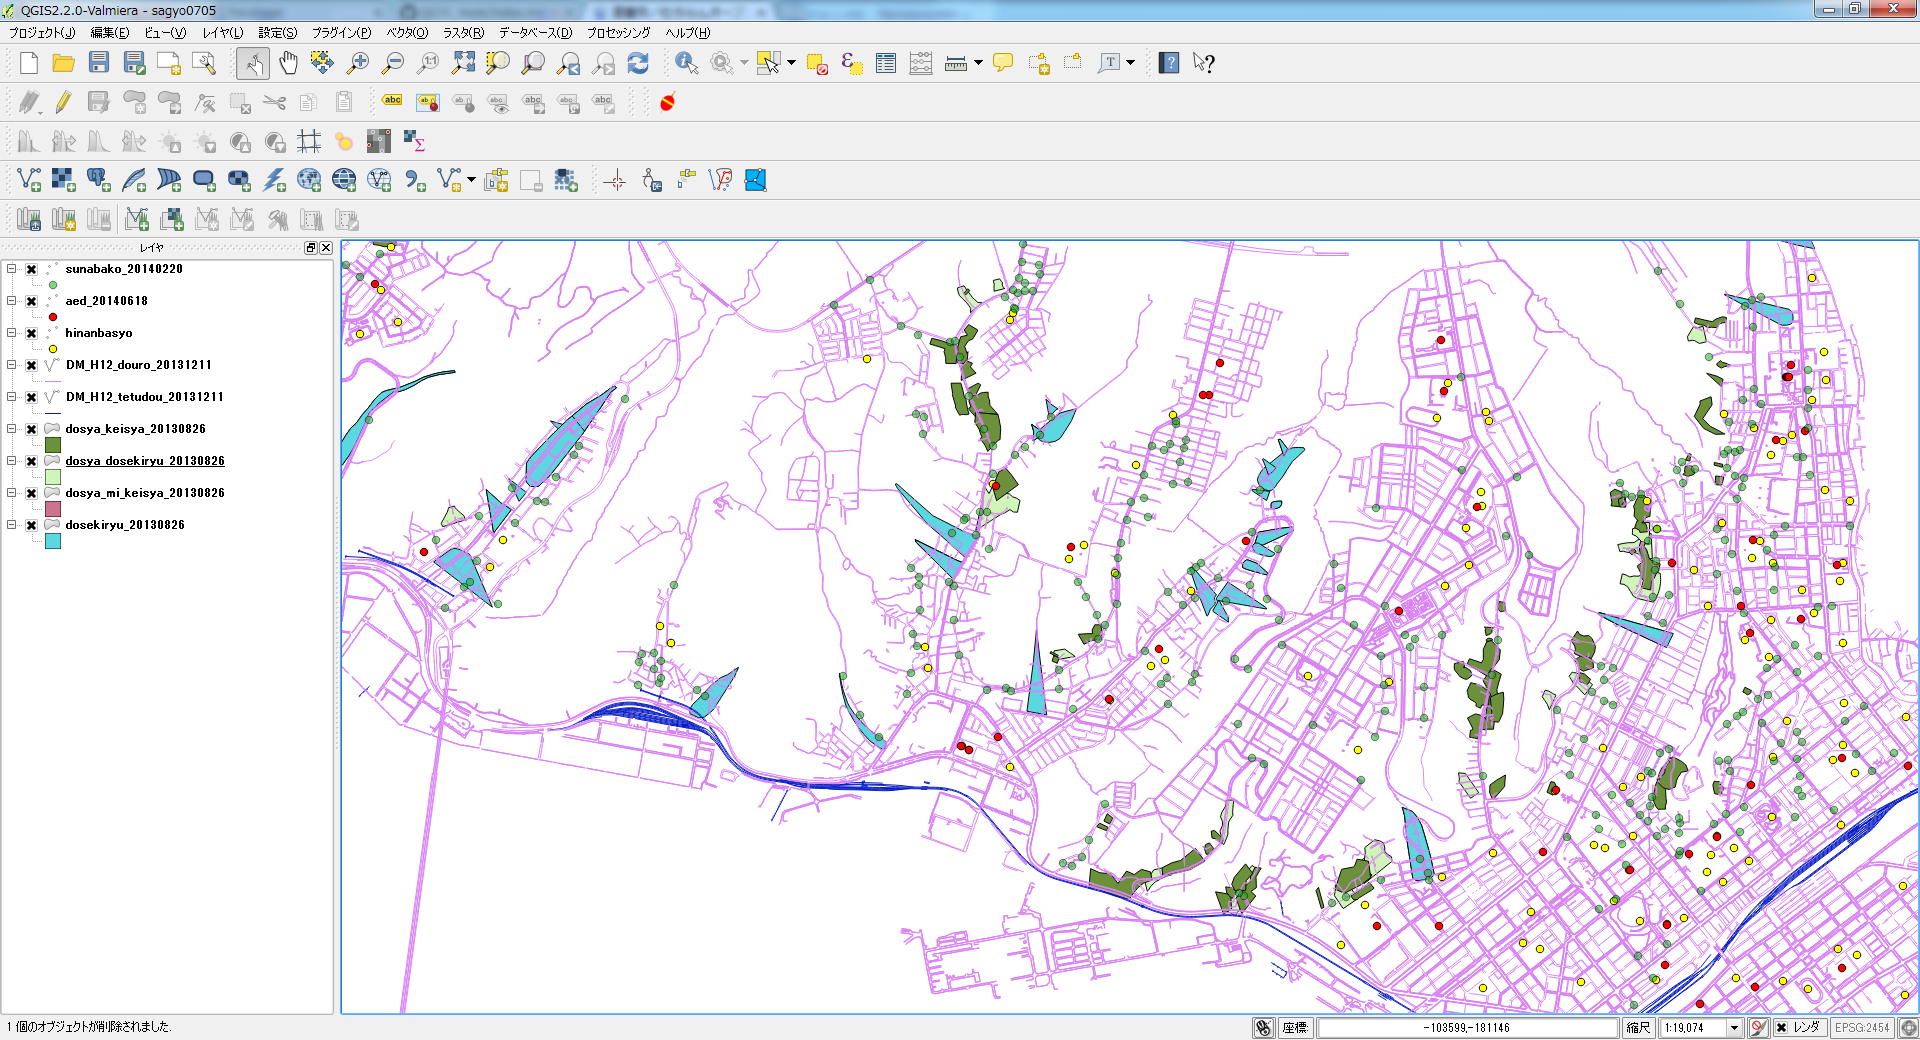 QGIS2.2.0-Valmiera - sagyo0705
プロジェクト(J) 編集(E) ビュー(V) レイヤ(L) 設定(S) プラグイン(P) ベクタ(O) ラスタ(R) データベース(D) プロセッシング ヘルプ(H)
レイヤ
sunabako_20140220
aed_20140618
hinanbasyo
DM_H12_douro_20131211
DM_H12_tetudou_20131211
dosya_keisya_20130826
dosya_dosekiryu_20130826
dosya_mi_keisya_20130826
dosekiryu_20130826
1 個のオブジェクトが削除されました.
座標: -103599,-181146 縮尺 1:19,074 レンダ EPSG:2454